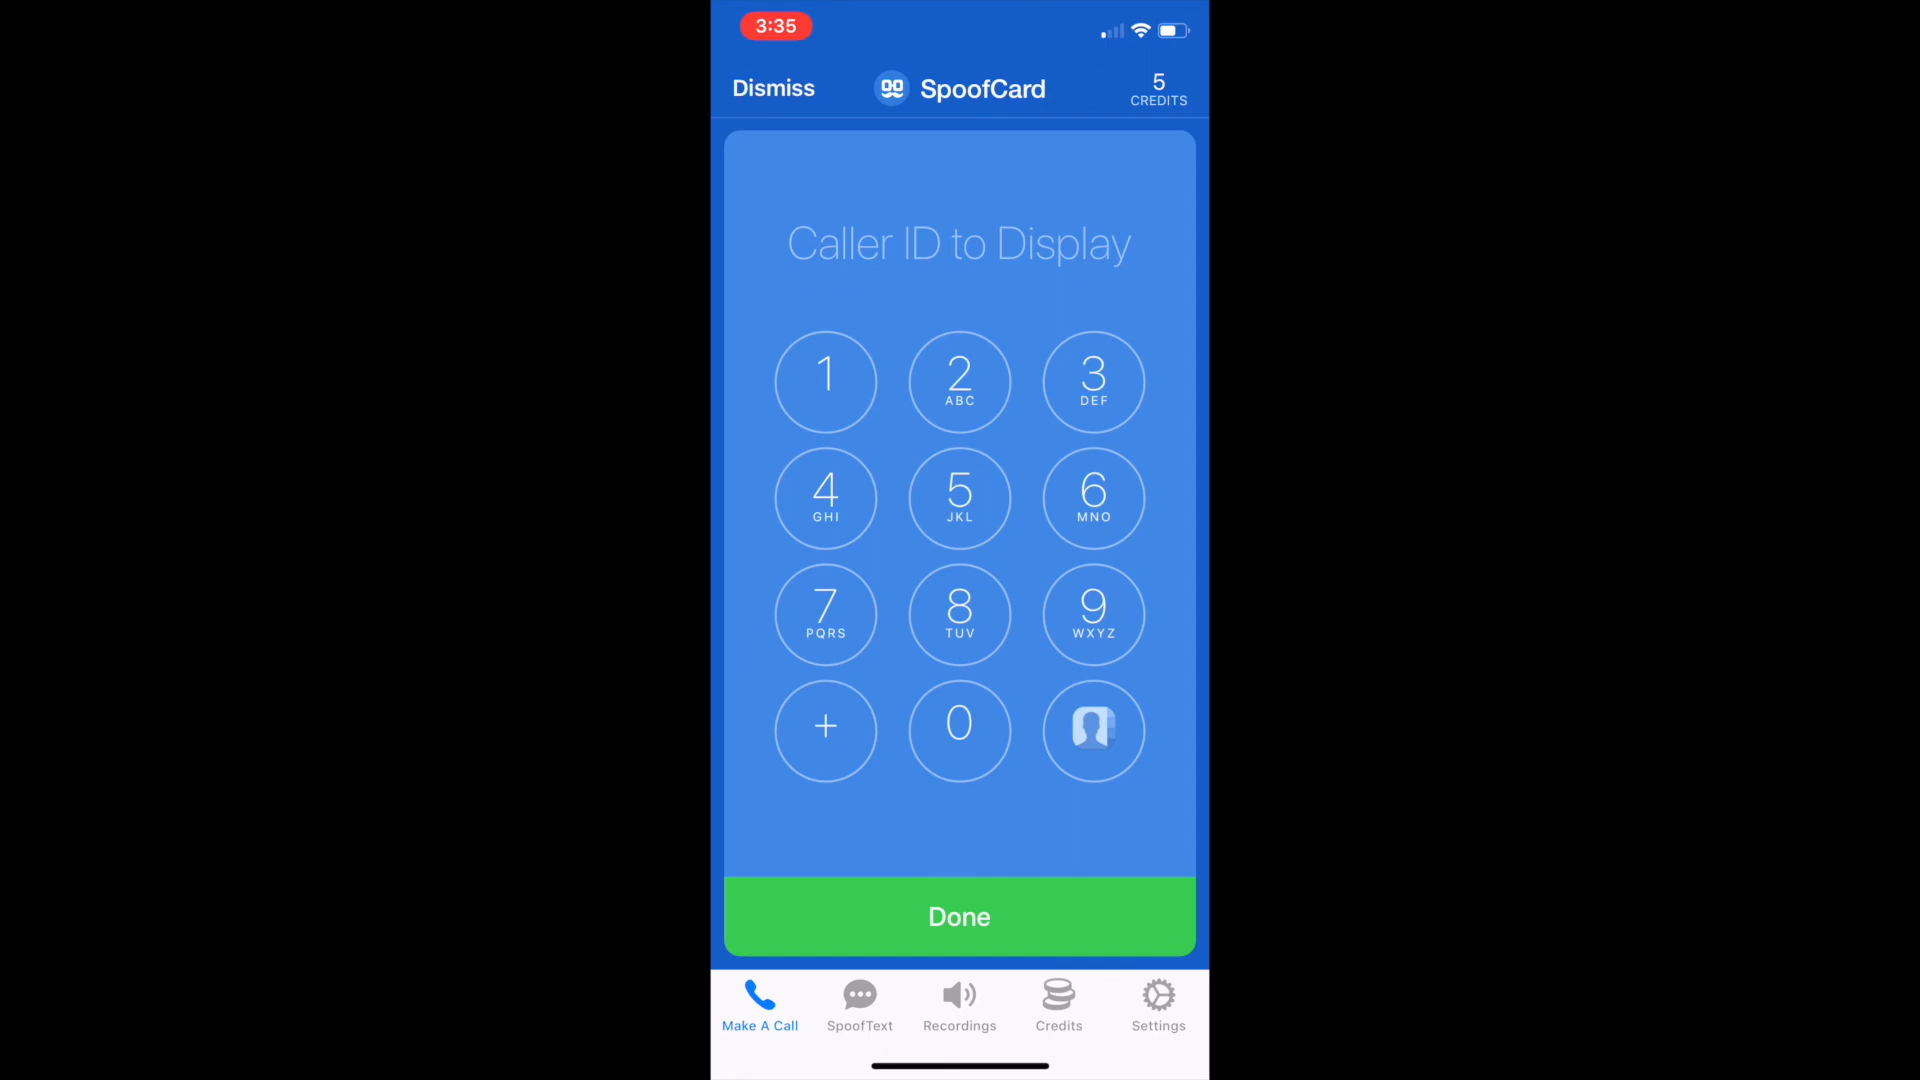 3:35
Dismiss
SpoofCard
5
CREDITS
Caller ID to Display
1
2
ABC
3
DEF
4
GHI
5
JKL
6
MNO
7
PQRS
8
TUV
9
WXYZ
+
0
Done
Make A Call
SpoofText
Recordings
Credits
Settings